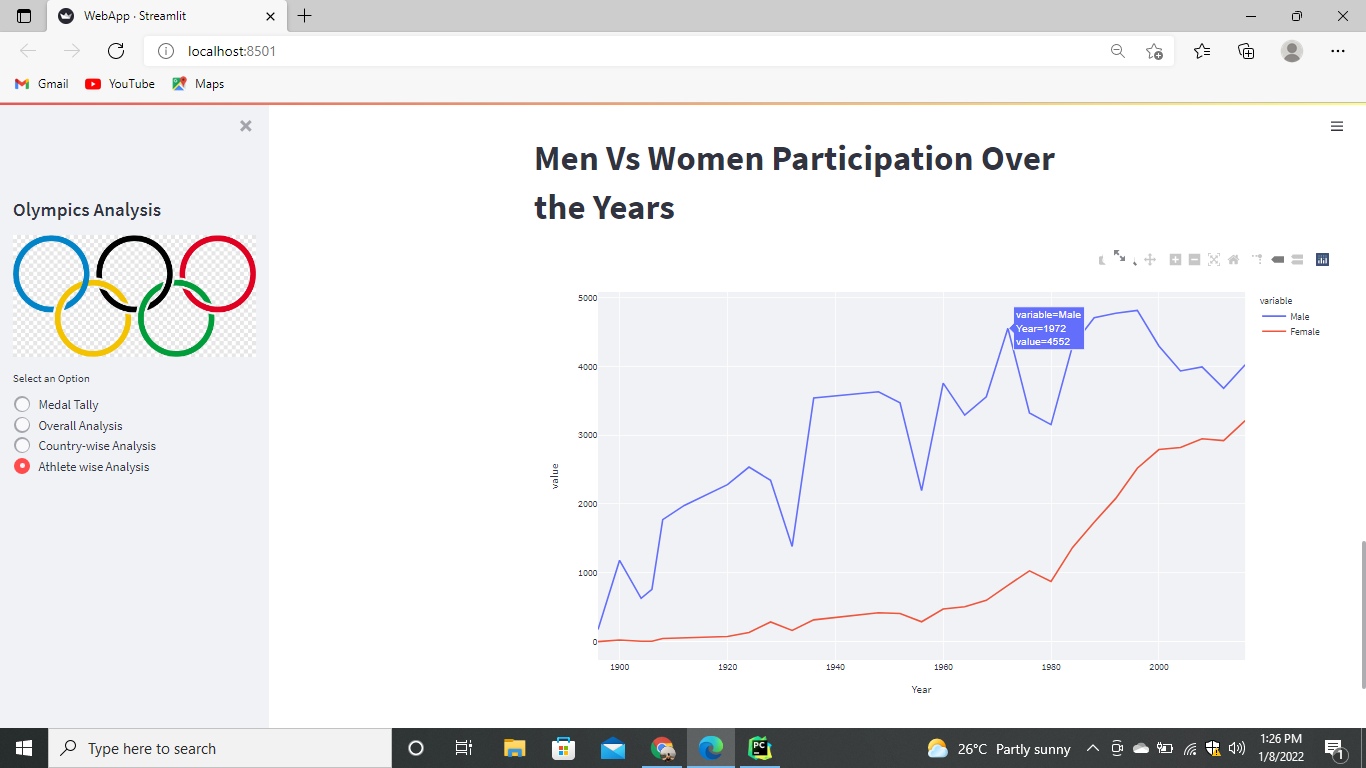 WebApp · Streamlit
localhost:8501
Gmail
YouTube
Maps
Olympics Analysis
Select an Option
Medal Tally
Overall Analysis
Country-wise Analysis
Athlete wise Analysis
Men Vs Women Participation Over
the Years
variable
Male
Female
variable=Male
Year=1972
value=4552
5000
4000
3000
2000
1000
0
value
1900 1920 1940 1960 1980 2000
Year
Type here to search
PC
26°C Partly sunny
1:26 PM
1/8/2022
1